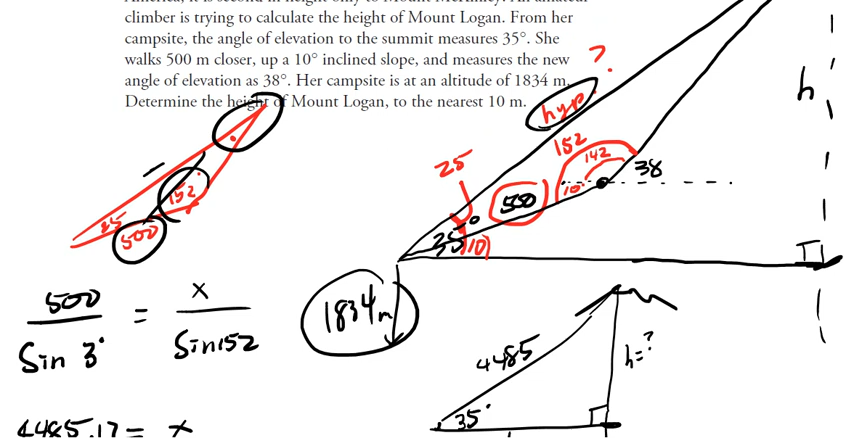 America, it is second in height only to Mount McKinley. An amateur
climber is trying to calculate the height of Mount Logan. From her
campsite, the angle of elevation to the summit measures 35°. She
walks 500 m closer, up a 10° inclined slope, and measures the new
angle of elevation as 38°. Her campsite is at an altitude of 1834 m.
Determine the height of Mount Logan, to the nearest 10 m.
?
hyp
h
152
142
10
38
25
500
35°
(10)
152°
25
500
1834 m
500 / Sin 3° = x / Sin 152
4485.17 = x
4485
h=?
35°